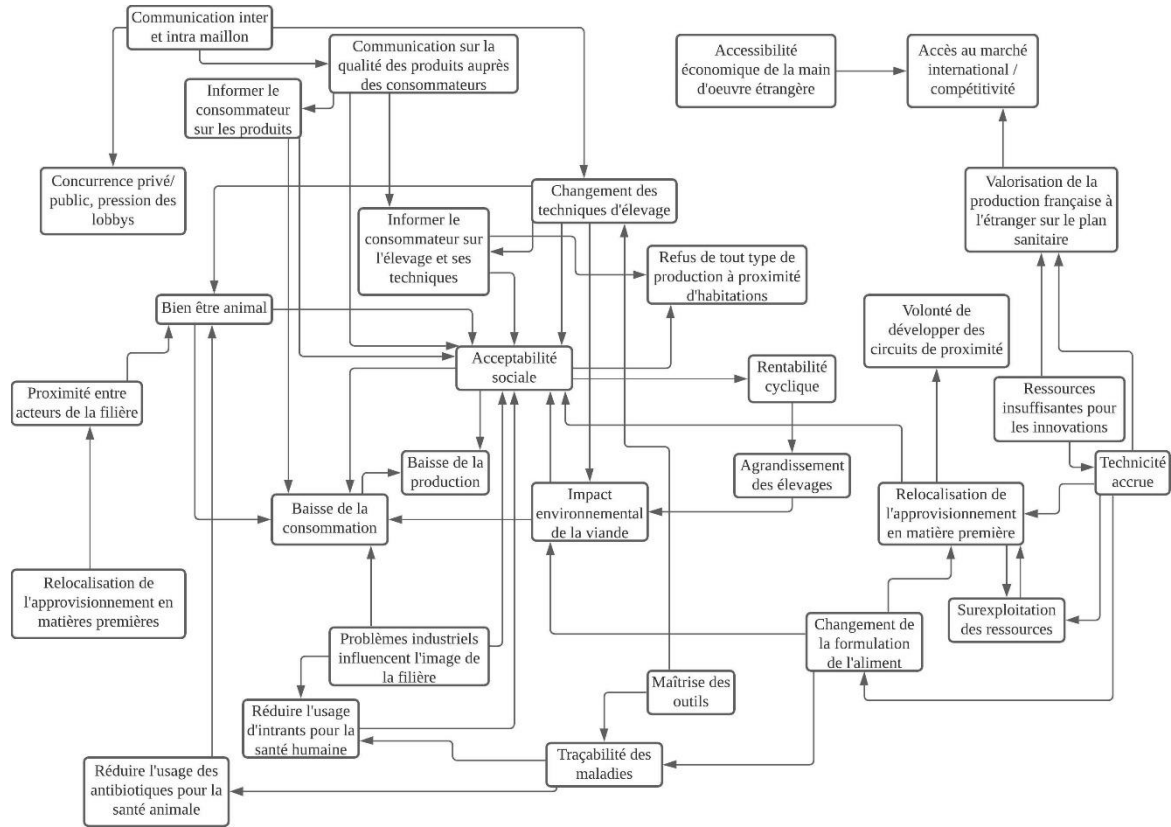 Communication inter
et intra maillon
Communication sur la
qualité des produits auprès
des consommateurs
Accessibilité
économique de la main
d'oeuvre étrangère
Accès au marché
international /
compétitivité
Informer le
consommateur
sur les produits
Concurrence privé/
public, pression des
lobbys
Changement des
techniques d'élevage
Valorisation de la
production française à
l'étranger sur le plan
sanitaire
Informer le
consommateur sur
l'élevage et ses
techniques
Refus de tout type de
production à proximité
d'habitations
Bien être animal
Volonté de
développer des
circuits de proximité
Acceptabilité
sociale
Rentabilité
cyclique
Proximité entre
acteurs de la filière
Ressources
insuffisantes pour
les innovations
Baisse de la
production
Agrandissement
des élevages
Technicité
accrue
Baisse de la
consommation
Impact
environnemental
de la viande
Relocalisation de
l'approvisionnement
en matière première
Relocalisation de
l'approvisionnement en
matières premières
Surexploitation
des ressources
Problèmes industriels
influencent l'image de
la filière
Changement de
la formulation
de l'aliment
Maîtrise des
outils
Réduire l'usage
d'intrants pour la
santé humaine
Traçabilité des
maladies
Réduire l'usage des
antibiotiques pour la
santé animale